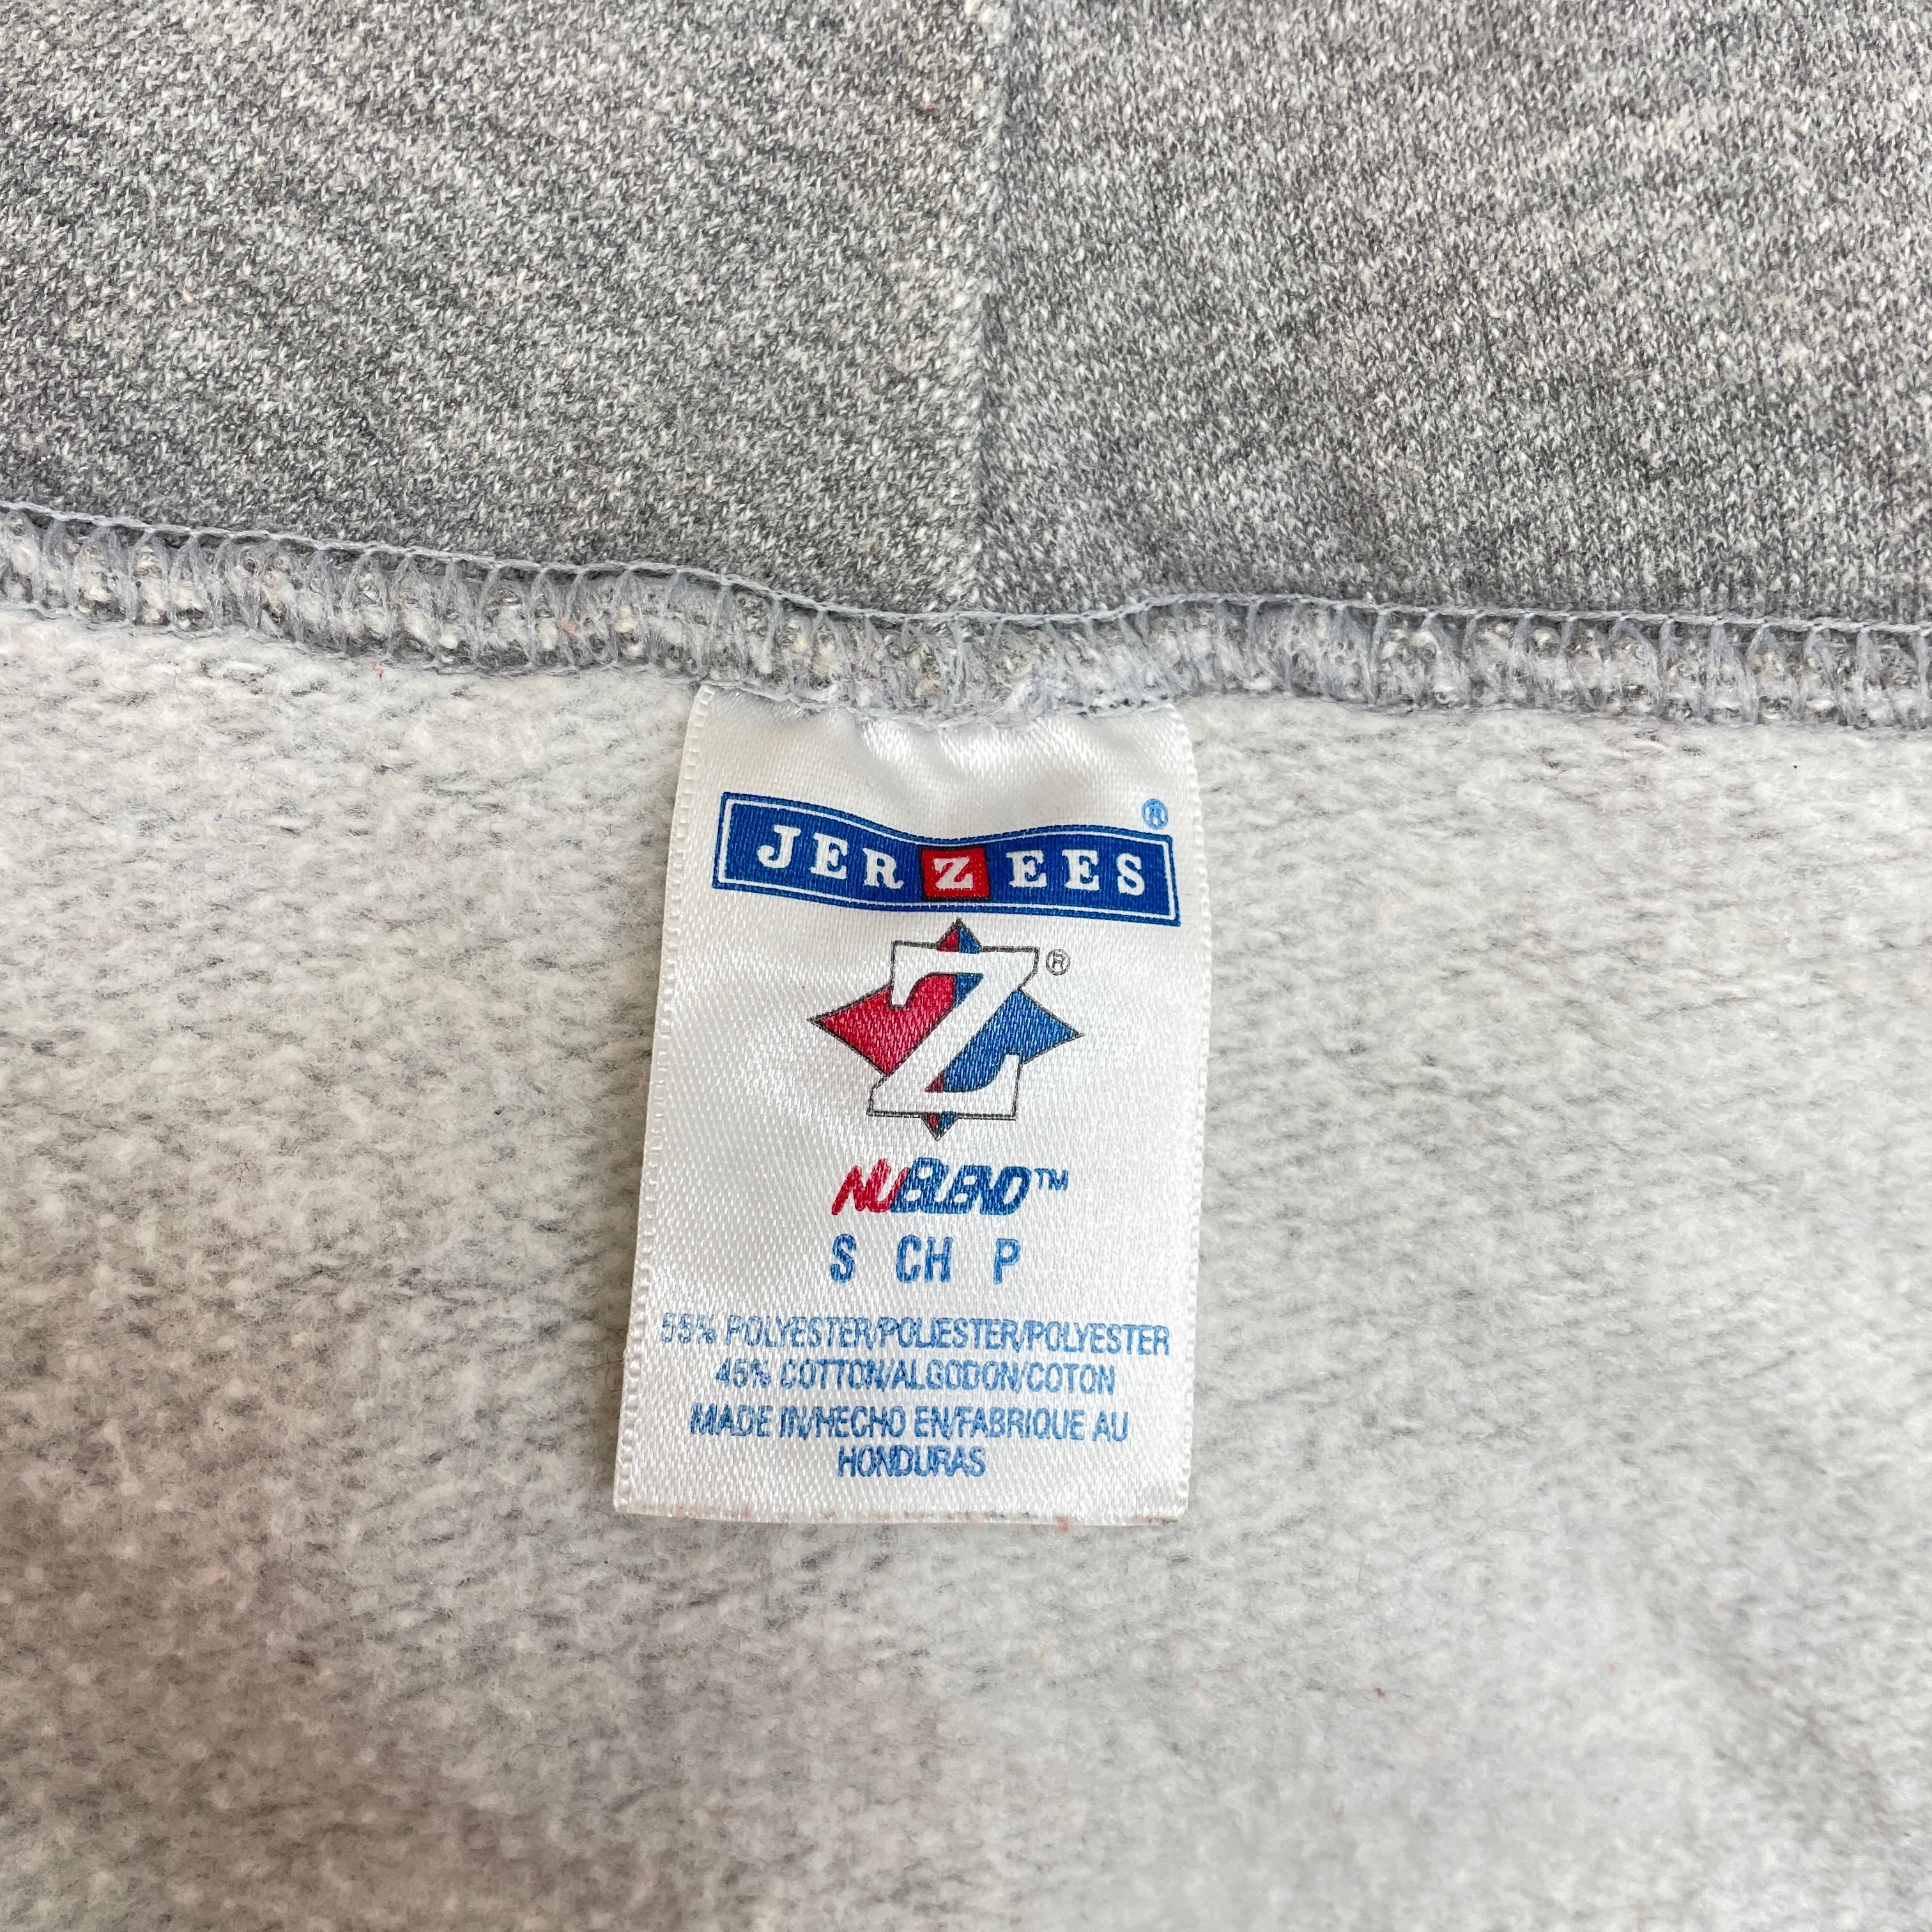 JERZEES®
Z®
NUBLEND™
S CH P
55% POLYESTER/POLIESTER/POLYESTER
45% COTTON/ALGODON/COTON
MADE IN/HECHO EN/FABRIQUE AU
HONDURAS